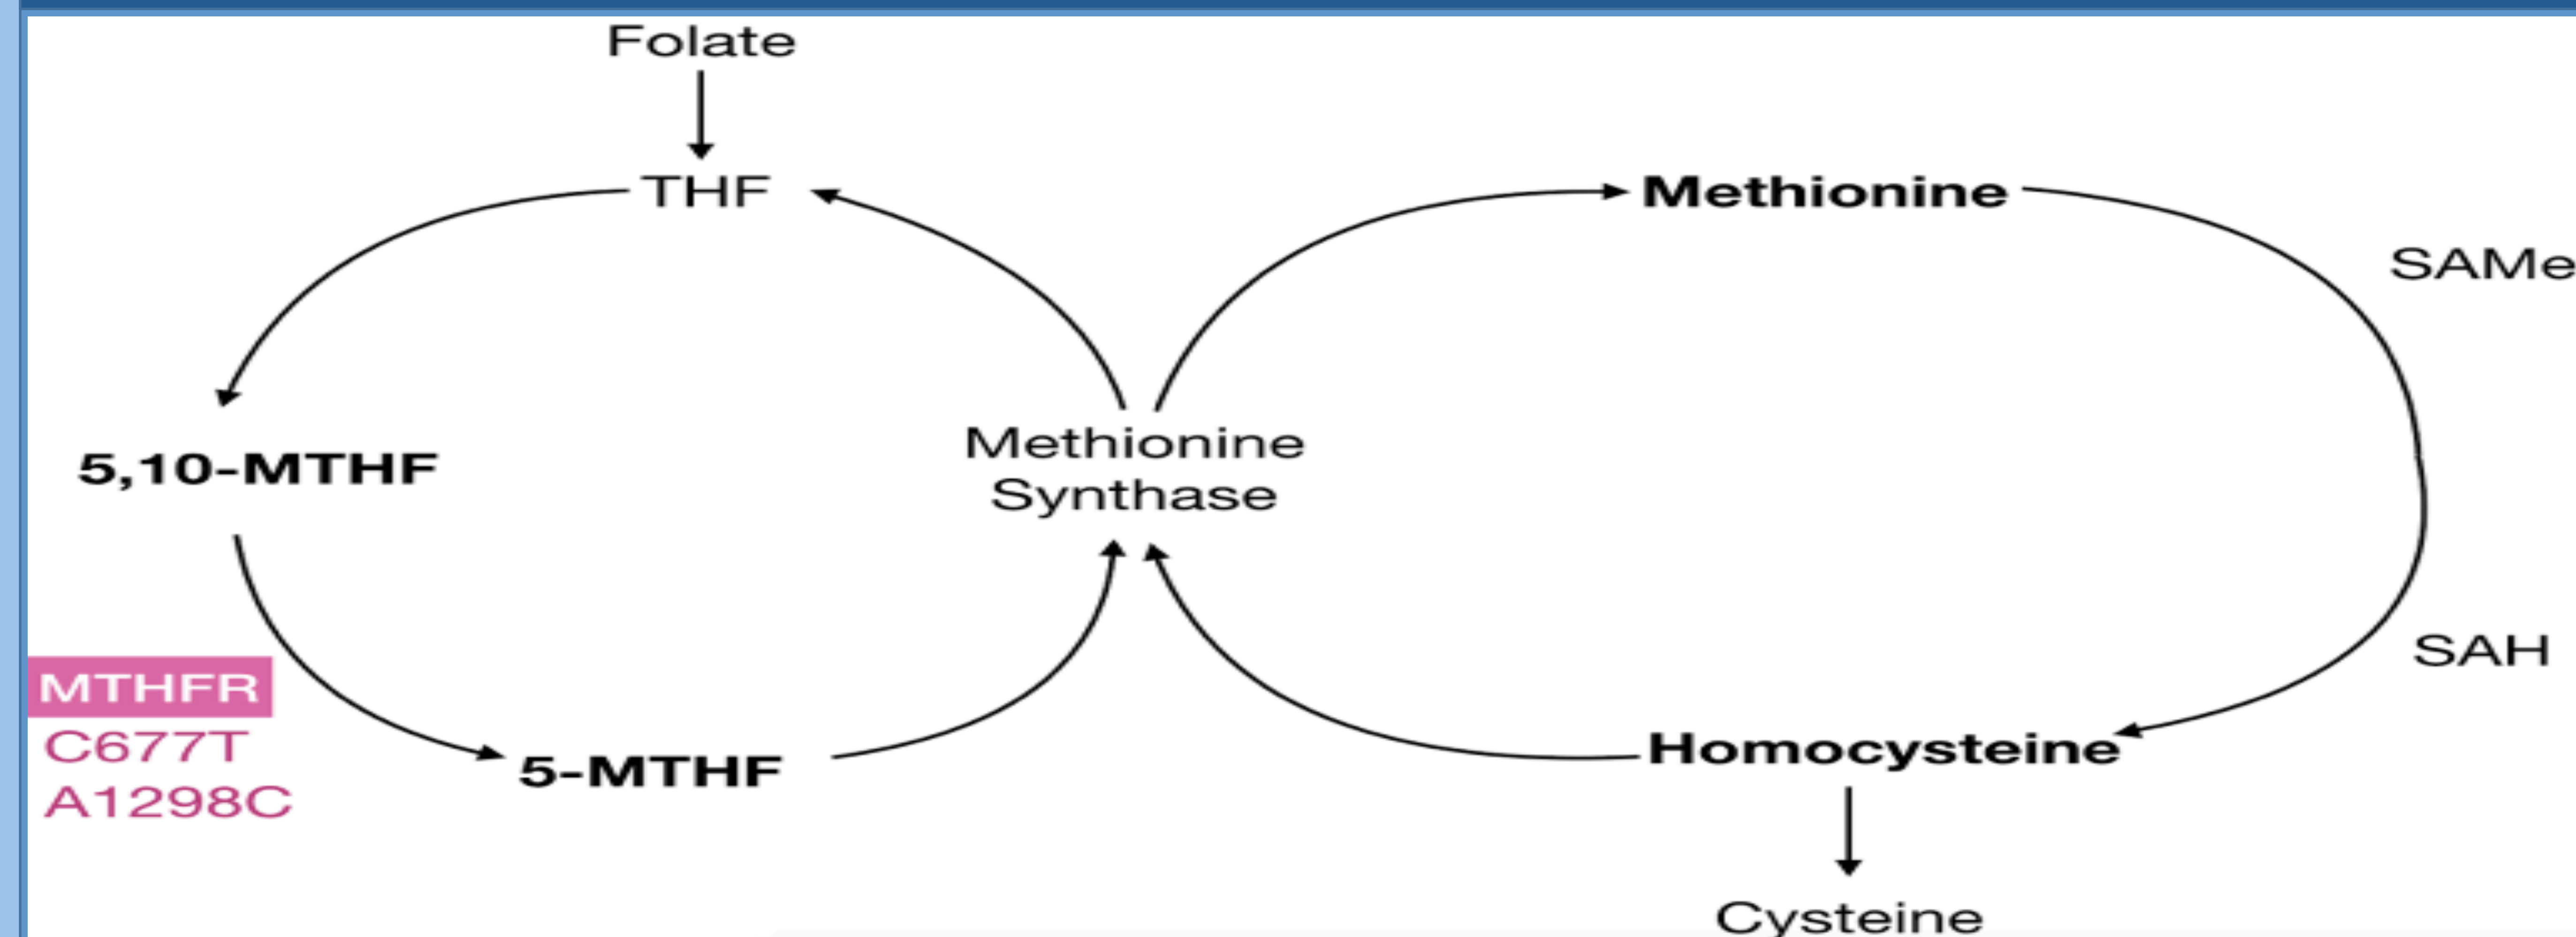 Folate
THF
Methionine
SAMe
5,10-MTHF
Methionine
Synthase
SAH
MTHFR
C677T
A1298C
5-MTHF
Homocysteine
Cysteine